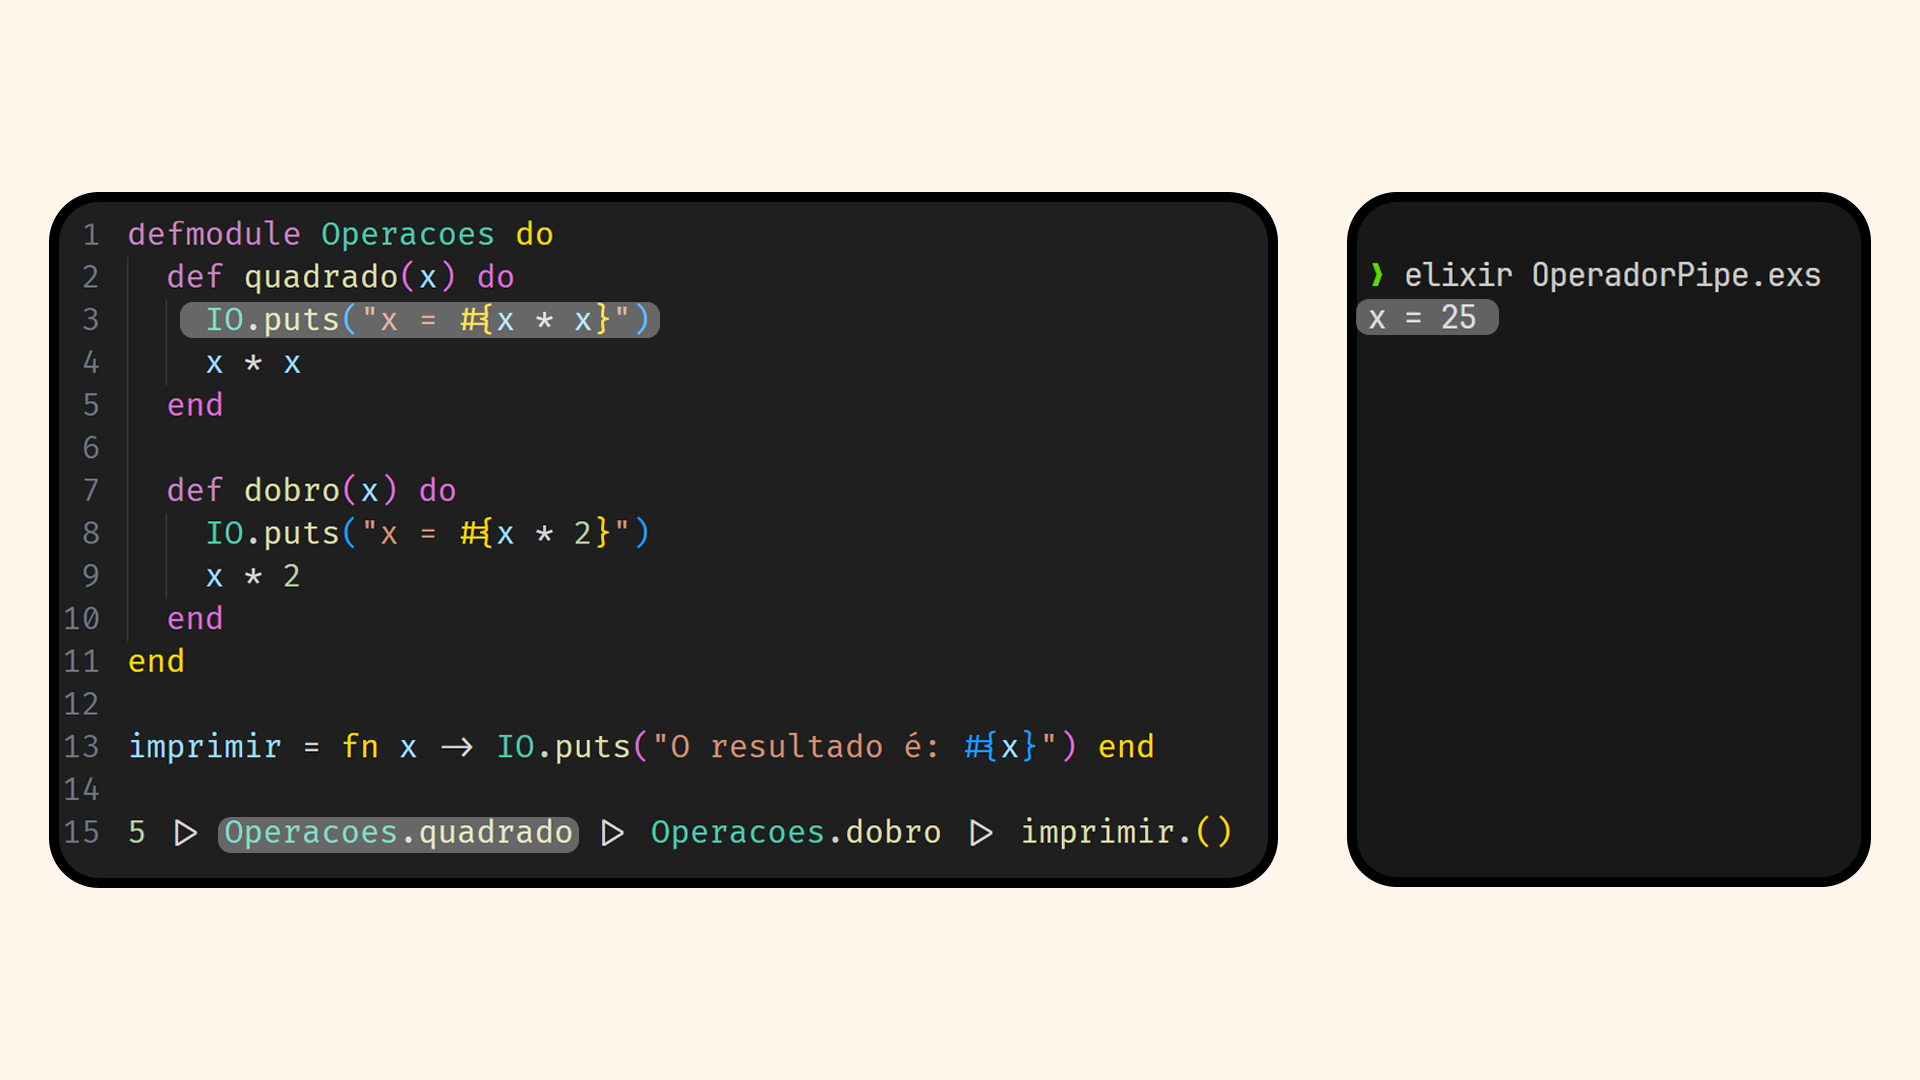 1 defmodule Operacoes do
2   def quadrado(x) do
3     IO.puts("x = #{x * x}")
4     x * x
5   end
6
7   def dobro(x) do
8     IO.puts("x = #{x * 2}")
9     x * 2
10   end
11 end
12
13 imprimir = fn x -> IO.puts("O resultado é: #{x}") end
14
15 5 |> Operacoes.quadrado |> Operacoes.dobro |> imprimir.()
❱ elixir OperadorPipe.exs
x = 25